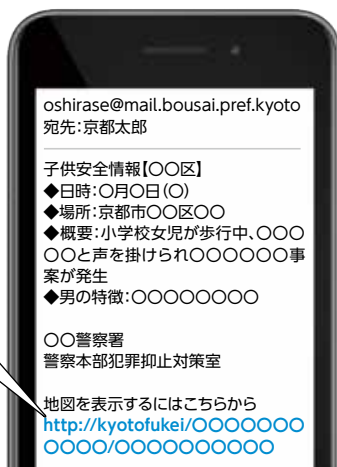 oshirase@mail.bousai.pref.kyoto
宛先：京都太郎
子供安全情報【〇〇区】
◆日時：〇月〇日（〇）
◆場所：京都市〇〇区〇〇
◆概要：小学校女児が歩行中、〇〇〇
〇〇と声を掛けられ〇〇〇〇〇〇事
案が発生
◆男の特徴：〇〇〇〇〇〇〇〇
〇〇警察署
警察本部犯罪抑止対策室
地図を表示するにはこちらから
http://kyotofukei/〇〇〇〇〇〇〇
〇〇〇〇/〇〇〇〇〇〇〇〇〇〇